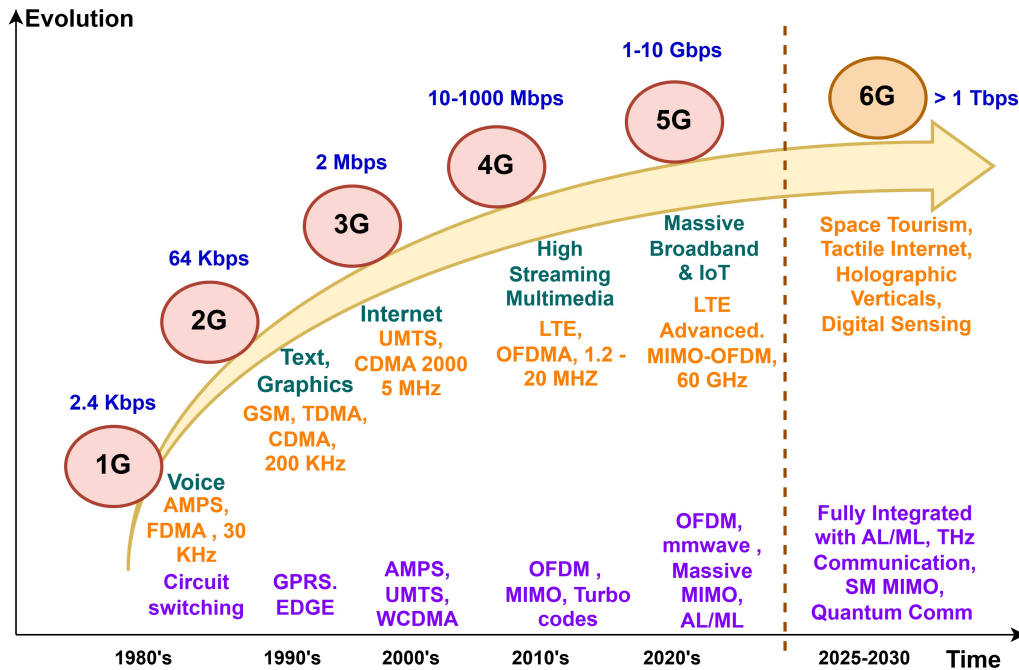 Evolution
1G
2.4 Kbps
Voice
AMPS,
FDMA , 30
KHz
Circuit
switching
2G
64 Kbps
Text,
Graphics
GSM, TDMA,
CDMA,
200 KHz
GPRS.
EDGE
3G
2 Mbps
Internet
UMTS,
CDMA 2000
5 MHz
AMPS,
UMTS,
WCDMA
4G
10-1000 Mbps
High
Streaming
Multimedia
LTE,
OFDMA, 1.2 -
20 MHZ
OFDM ,
MIMO, Turbo
codes
5G
1-10 Gbps
Massive
Broadband
& IoT
LTE
Advanced.
MIMO-OFDM,
60 GHz
OFDM,
mmwave ,
Massive
MIMO,
AL/ML
6G
> 1 Tbps
Space Tourism,
Tactile Internet,
Holographic
Verticals,
Digital Sensing
Fully Integrated
with AL/ML, THz
Communication,
SM MIMO,
Quantum Comm
1980's
1990's
2000's
2010's
2020's
2025-2030
Time